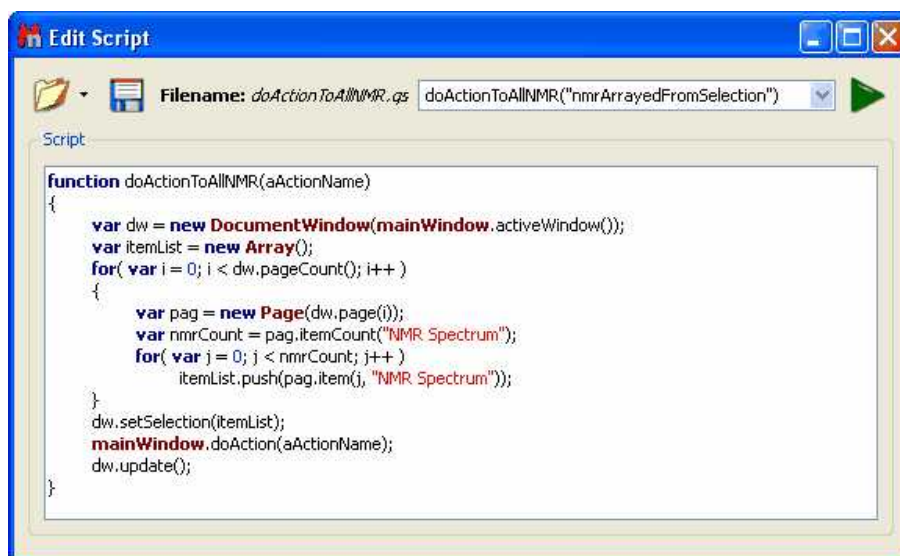 Edit Script
Filename: doActionToAllNMR.qs doActionToAllNMR("nmrArrayedFromSelection")
Script
function doActionToAllNMR(aActionName)
{
var dw = new DocumentWindow(mainWindow.activeWindow());
var itemList = new Array();
for( var i = 0; i < dw.pageCount(); i++ )
{
var pag = new Page(dw.page(i));
var nmrCount = pag.itemCount("NMR Spectrum");
for( var j = 0; j < nmrCount; j++ )
itemList.push(pag.item(j, "NMR Spectrum"));
}
dw.setSelection(itemList);
mainWindow.doAction(aActionName);
dw.update();
}